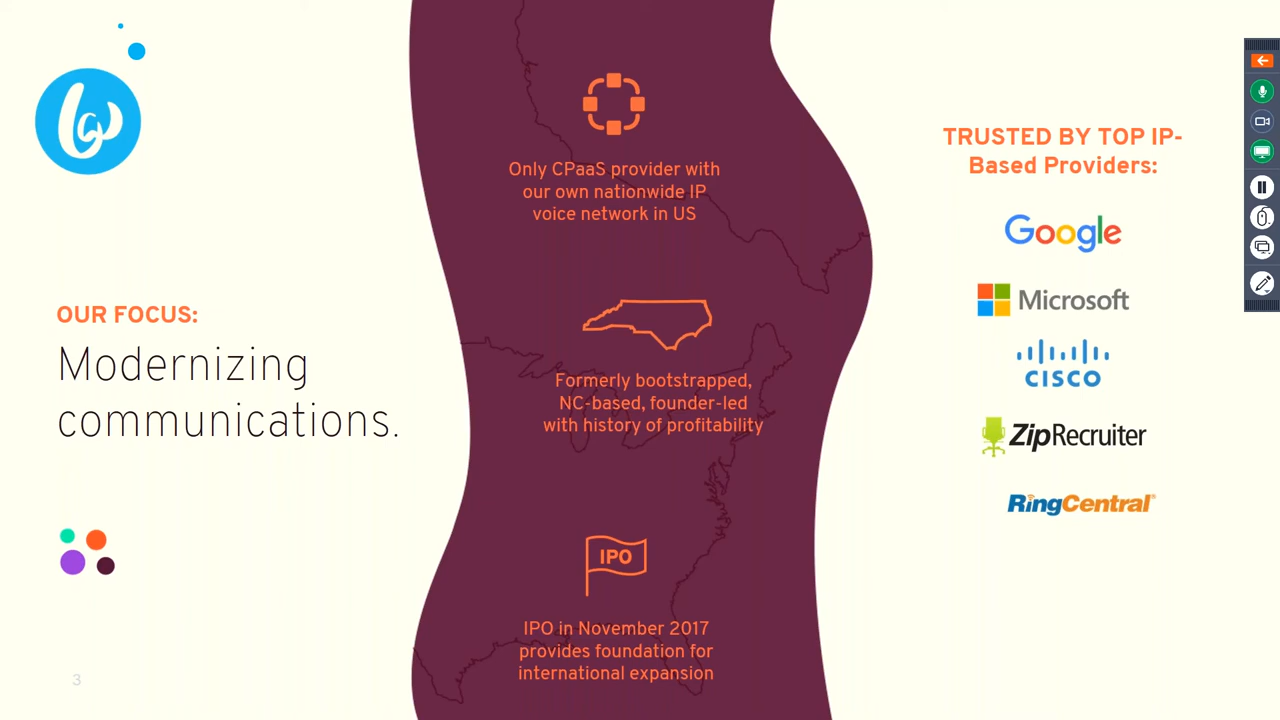 OUR FOCUS:
Modernizing
communications.
3
Only CPaaS provider with
our own nationwide IP
voice network in US
Formerly bootstrapped,
NC-based, founder-led
with history of profitability
IPO
IPO in November 2017
provides foundation for
international expansion
TRUSTED BY TOP IP-
Based Providers:
Google
Microsoft
CISCO
ZipRecruiter
RingCentral®